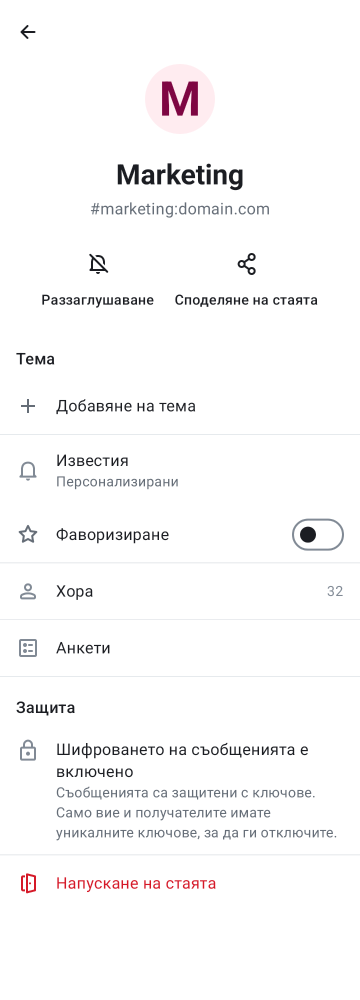 M
Marketing
#marketing:domain.com
Раззаглушаване
Споделяне на стаята
Тема
Добавяне на тема
Известия
Персонализирани
Фаворизиране
Хора
32
Анкети
Защита
Шифроването на съобщенията е
включено
Съобщенията са защитени с ключове.
Само вие и получателите имате
уникалните ключове, за да ги отключите.
Напускане на стаята